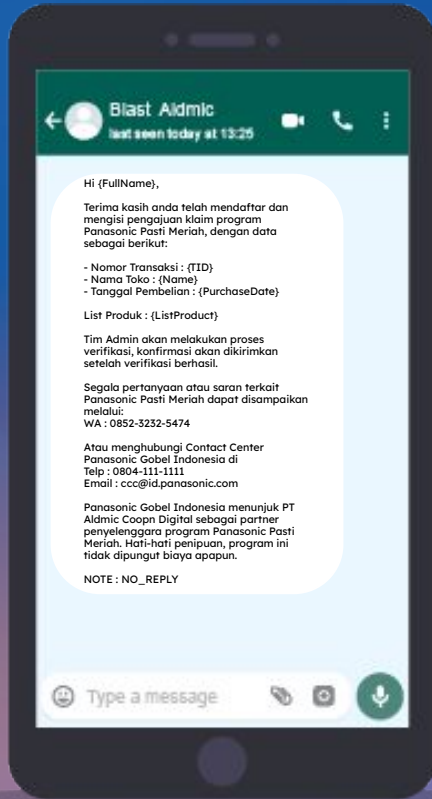 Blast Aldmic
last seen today at 13:25
Hi {FullName},
Terima kasih anda telah mendaftar dan
mengisi pengajuan klaim program
Panasonic Pasti Meriah, dengan data
sebagai berikut:
- Nomor Transaksi : {TID}
- Nama Toko : {Name}
- Tanggal Pembelian : {PurchaseDate}
List Produk : {ListProduct}
Tim Admin akan melakukan proses
verifikasi, konfirmasi akan dikirimkan
setelah verifikasi berhasil.
Segala pertanyaan atau saran terkait
Panasonic Pasti Meriah dapat disampaikan
melalui:
WA : 0852-3232-5474
Atau menghubungi Contact Center
Panasonic Gobel Indonesia di
Telp : 0804-111-1111
Email : ccc@id.panasonic.com
Panasonic Gobel Indonesia menunjuk PT
Aldmic Coopn Digital sebagai partner
penyelenggara program Panasonic Pasti
Meriah. Hati-hati penipuan, program ini
tidak dipungut biaya apapun.
NOTE : NO_REPLY
Type a message